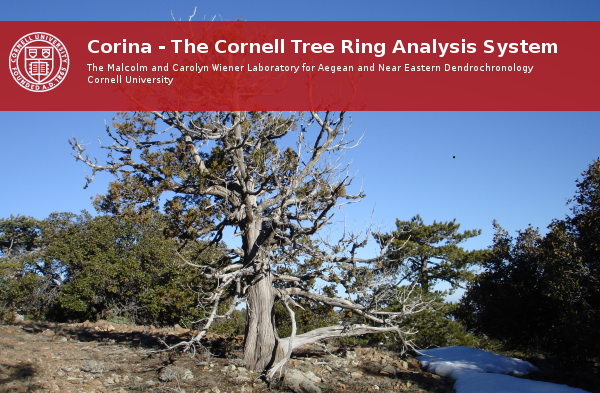 Corina - The Cornell Tree Ring Analysis System
The Malcolm and Carolyn Wiener Laboratory for Aegean and Near Eastern Dendrochronology
Cornell University
CORNELL UNIVERSITY
FOUNDED A.D. 1865